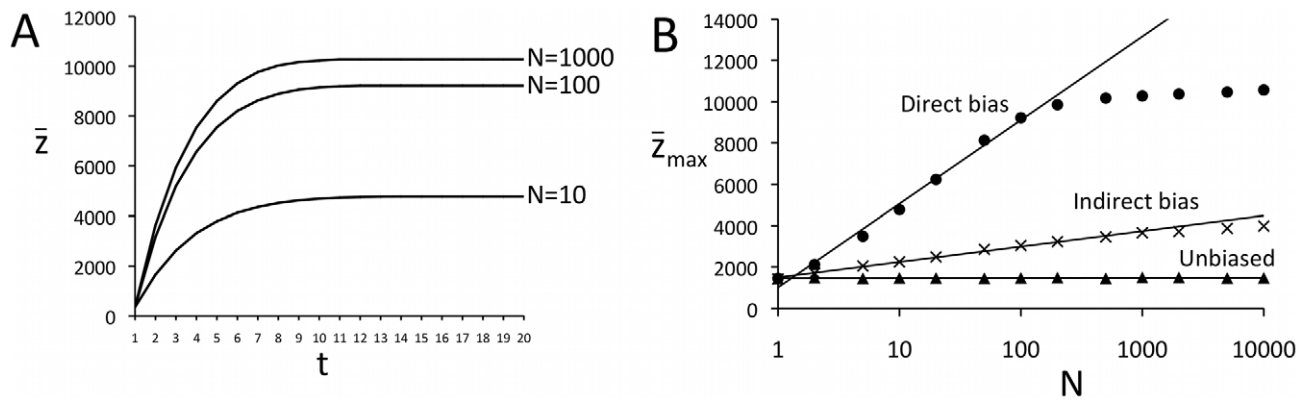 A
12000
10000
8000
6000
4000
2000
0
z̄
N=1000
N=100
N=10
1 2 3 4 5 6 7 8 9 10 11 12 13 14 15 16 17 18 19 20
t
B
14000
12000
10000
8000
6000
4000
2000
0
z̄max
Direct bias
Indirect bias
Unbiased
1 10 100 1000 10000
N